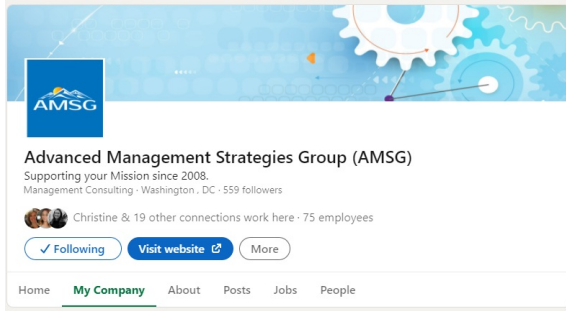 AMSG
Advanced Management Strategies Group (AMSG)
Supporting your Mission since 2008.
Management Consulting · Washington , DC · 559 followers
Christine & 19 other connections work here · 75 employees
Following
Visit website
More
Home My Company About Posts Jobs People